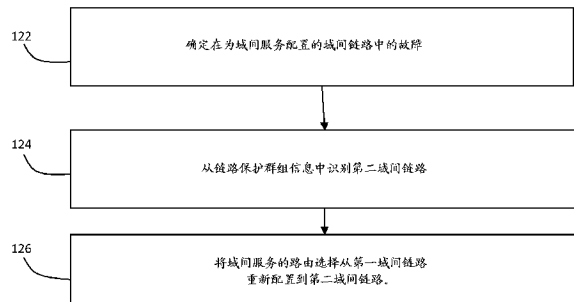 122
确定在为域间服务配置的域间链路中的故障
124
从链路保护群组信息中识别第二域间链路
126
将域间服务的路由选择从第一域间链路
重新配置到第二域间链路。